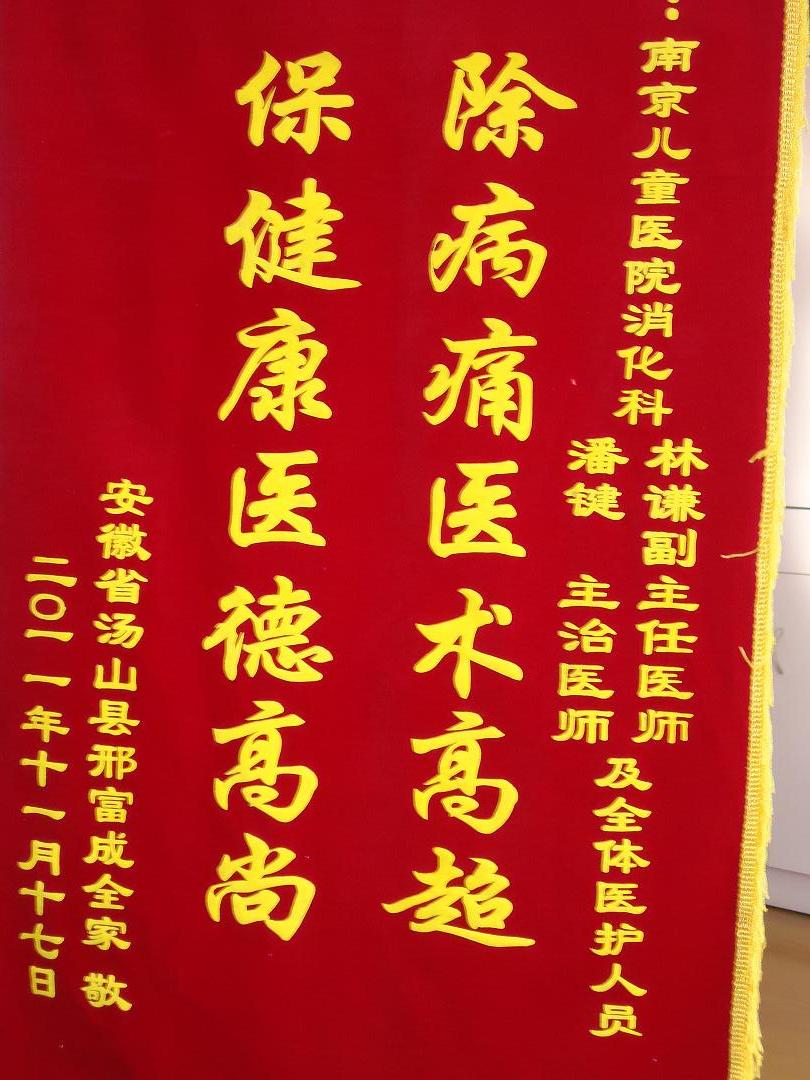 ：南京儿童医院消化科
林谦副主任医师
潘键 主治医师
及全体医护人员
除病痛医术高超
保健康医德高尚
安徽省汤山县邢富成全家 敬
二〇一一年十一月十七日